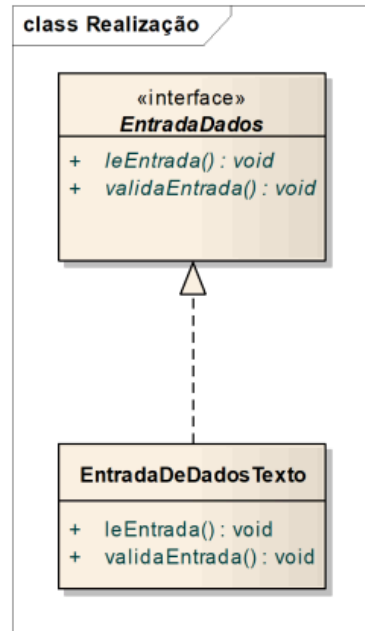 class Realização
«interface»
EntradaDados
+ leEntrada() : void
+ validaEntrada() : void
EntradaDeDadosTexto
+ leEntrada() : void
+ validaEntrada() : void